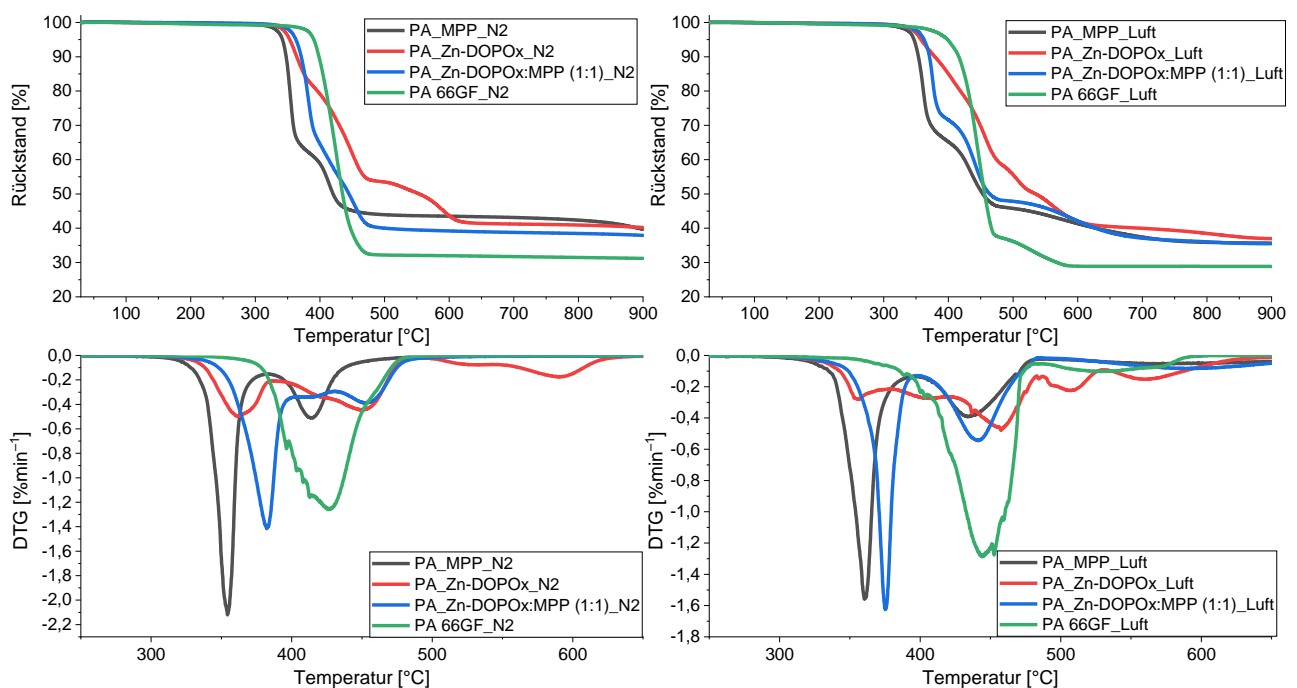 100
90
80
70
60
50
40
30
20
Rückstand [%]
PA_MPP_N2
PA_Zn-DOPOx_N2
PA_Zn-DOPOx:MPP (1:1)_N2
PA 66GF_N2
100 200 300 400 500 600 700 800 900
Temperatur [°C]
100
90
80
70
60
50
40
30
20
Rückstand [%]
PA_MPP_Luft
PA_Zn-DOPOx_Luft
PA_Zn-DOPOx:MPP (1:1)_Luft
PA 66GF_Luft
100 200 300 400 500 600 700 800 900
Temperatur [°C]
0,0
-0,2
-0,4
-0,6
-0,8
-1,0
-1,2
-1,4
-1,6
-1,8
-2,0
-2,2
DTG [%min⁻¹]
PA_MPP_N2
PA_Zn-DOPOx_N2
PA_Zn-DOPOx:MPP (1:1)_N2
PA 66GF_N2
300 400 500 600
Temperatur [°C]
0,0
-0,2
-0,4
-0,6
-0,8
-1,0
-1,2
-1,4
-1,6
-1,8
DTG [%min⁻¹]
PA_MPP_Luft
PA_Zn-DOPOx_Luft
PA_Zn-DOPOx:MPP (1:1)_Luft
PA 66GF_Luft
300 400 500 600
Temperatur [°C]